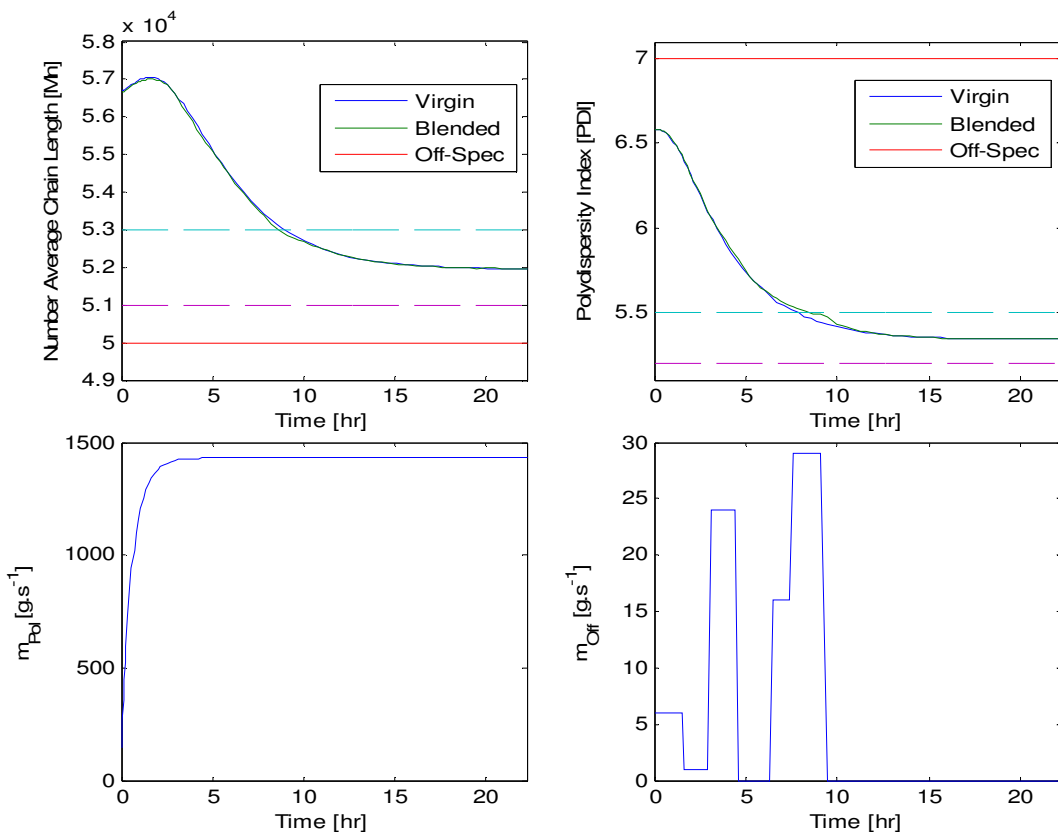 x 10^4
5.8
5.7
5.6
5.5
5.4
5.3
5.2
5.1
5
4.9
Number Average Chain Length [Mn]
Virgin
Blended
Off-Spec
0 5 10 15 20
Time [hr]
7
6.5
6
5.5
Polydispersity Index [PDI]
Virgin
Blended
Off-Spec
0 5 10 15 20
Time [hr]
1500
1000
500
0
m_Pol [g.s^-1]
0 5 10 15 20
Time [hr]
30
25
20
15
10
5
0
m_Off [g.s^-1]
0 5 10 15 20
Time [hr]